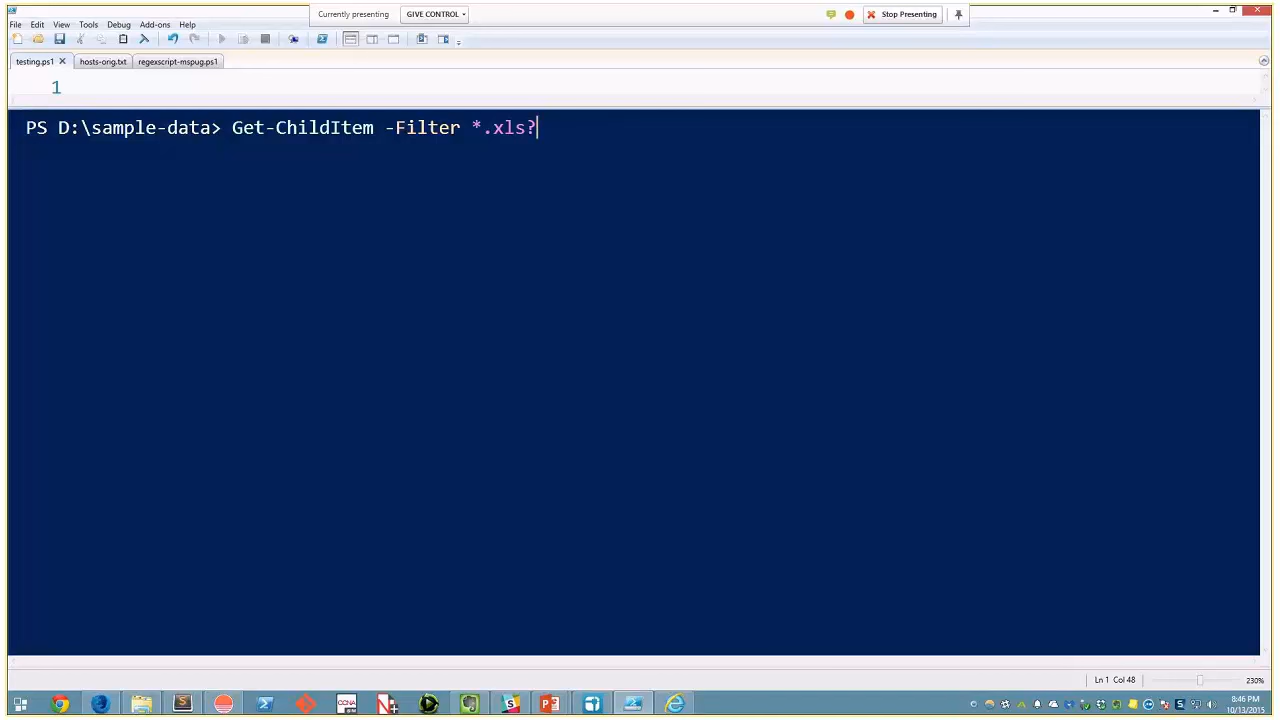 Currently presenting GIVE CONTROL Stop Presenting
File Edit View Tools Debug Add-ons Help
testing.ps1 hosts-orig.txt regexscript-mspug.ps1
1
PS D:\sample-data> Get-ChildItem -Filter *.xls?
Ln 1 Col 48 230%
CCNA
8:46 PM
10/13/2015